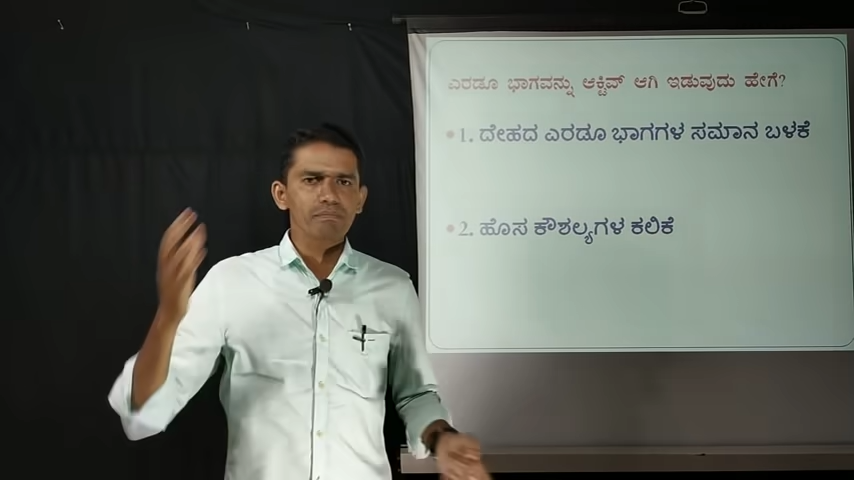 ಎರಡೂ ಭಾಗವನ್ನು ಆಕ್ಟಿವ್ ಆಗಿ ಇಡುವುದು ಹೇಗೆ?
•1. ದೇಹದ ಎರಡೂ ಭಾಗಗಳ ಸಮಾನ ಬಳಕೆ
•2. ಹೊಸ ಕೌಶಲ್ಯಗಳ ಕಲಿಕೆ